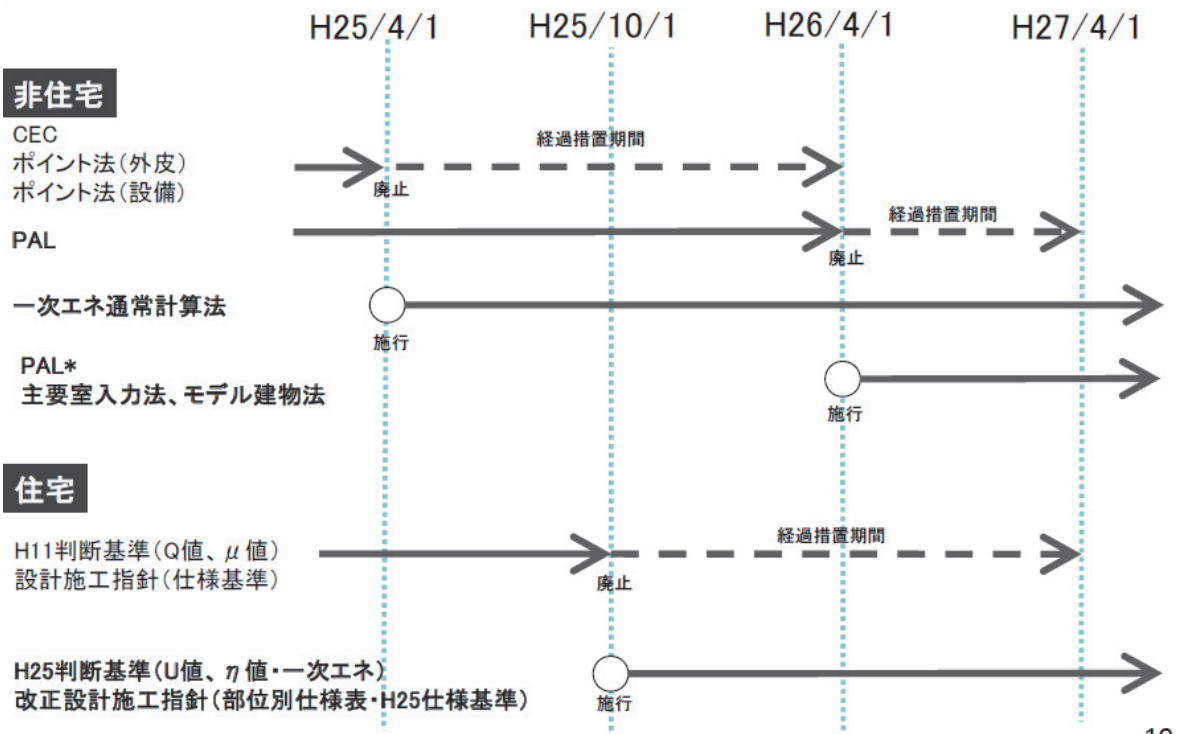 H25/4/1 H25/10/1 H26/4/1 H27/4/1
非住宅
CEC
ポイント法(外皮)
ポイント法(設備)
経過措置期間
廃止
PAL
経過措置期間
廃止
一次エネ通常計算法
施行
PAL*
主要室入力法、モデル建物法
施行
住宅
H11判断基準(Q値、μ値)
設計施工指針(仕様基準)
経過措置期間
廃止
H25判断基準(U値、η値・一次エネ)
改正設計施工指針(部位別仕様表・H25仕様基準)
施行